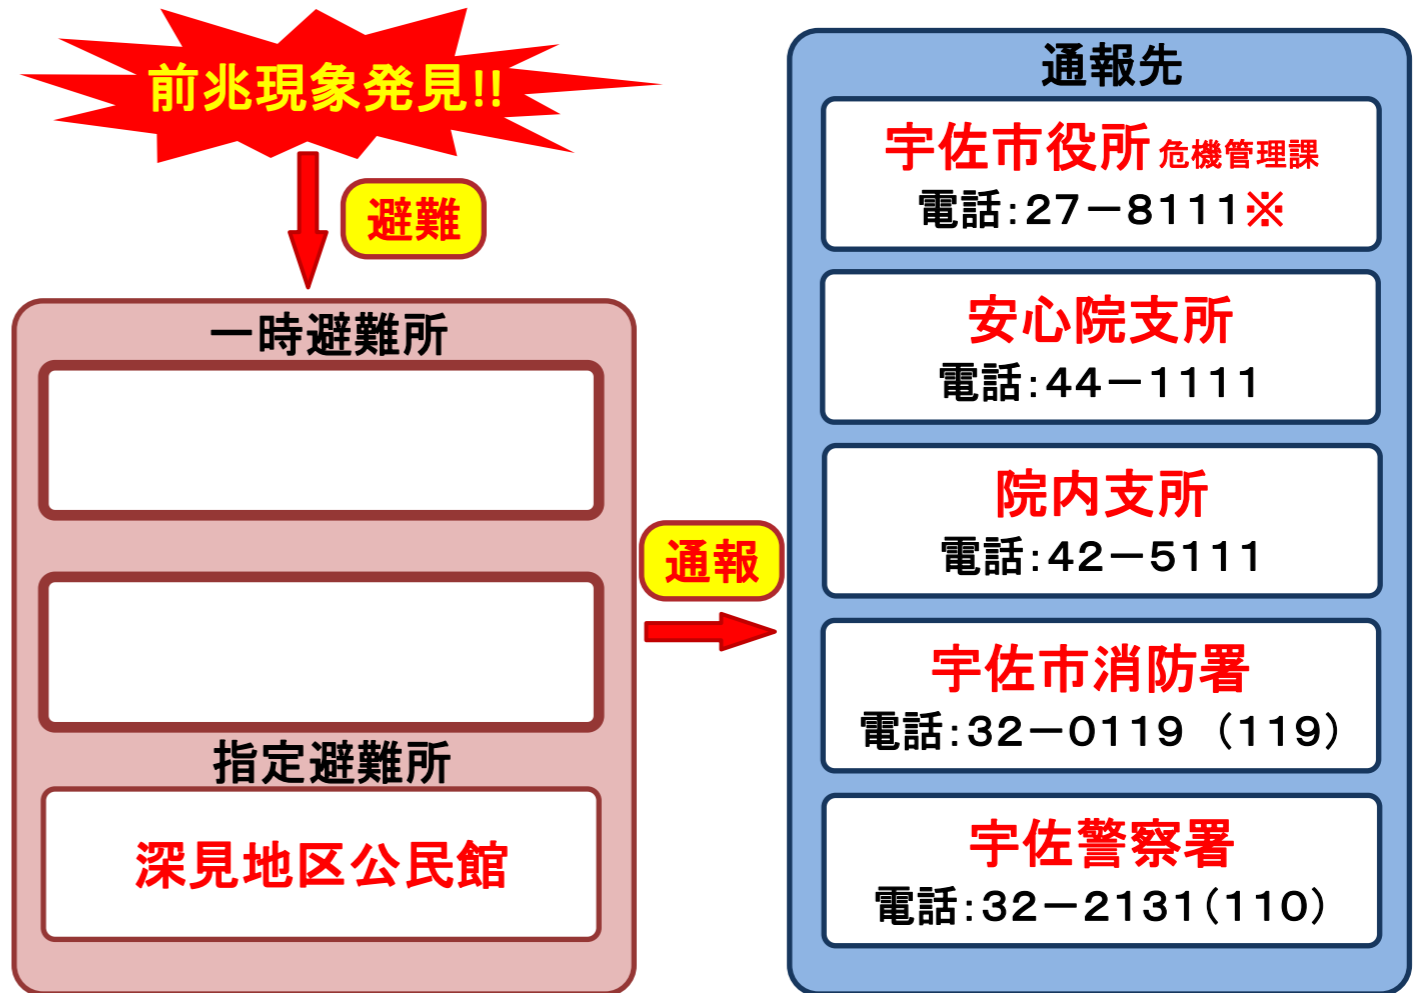 前兆現象発見!!
避難
一時避難所
指定避難所
深見地区公民館
通報
通報先
宇佐市役所 危機管理課
電話:27-8111※
安心院支所
電話:44-1111
院内支所
電話:42-5111
宇佐市消防署
電話:32-0119 (119)
宇佐警察署
電話:32-2131(110)